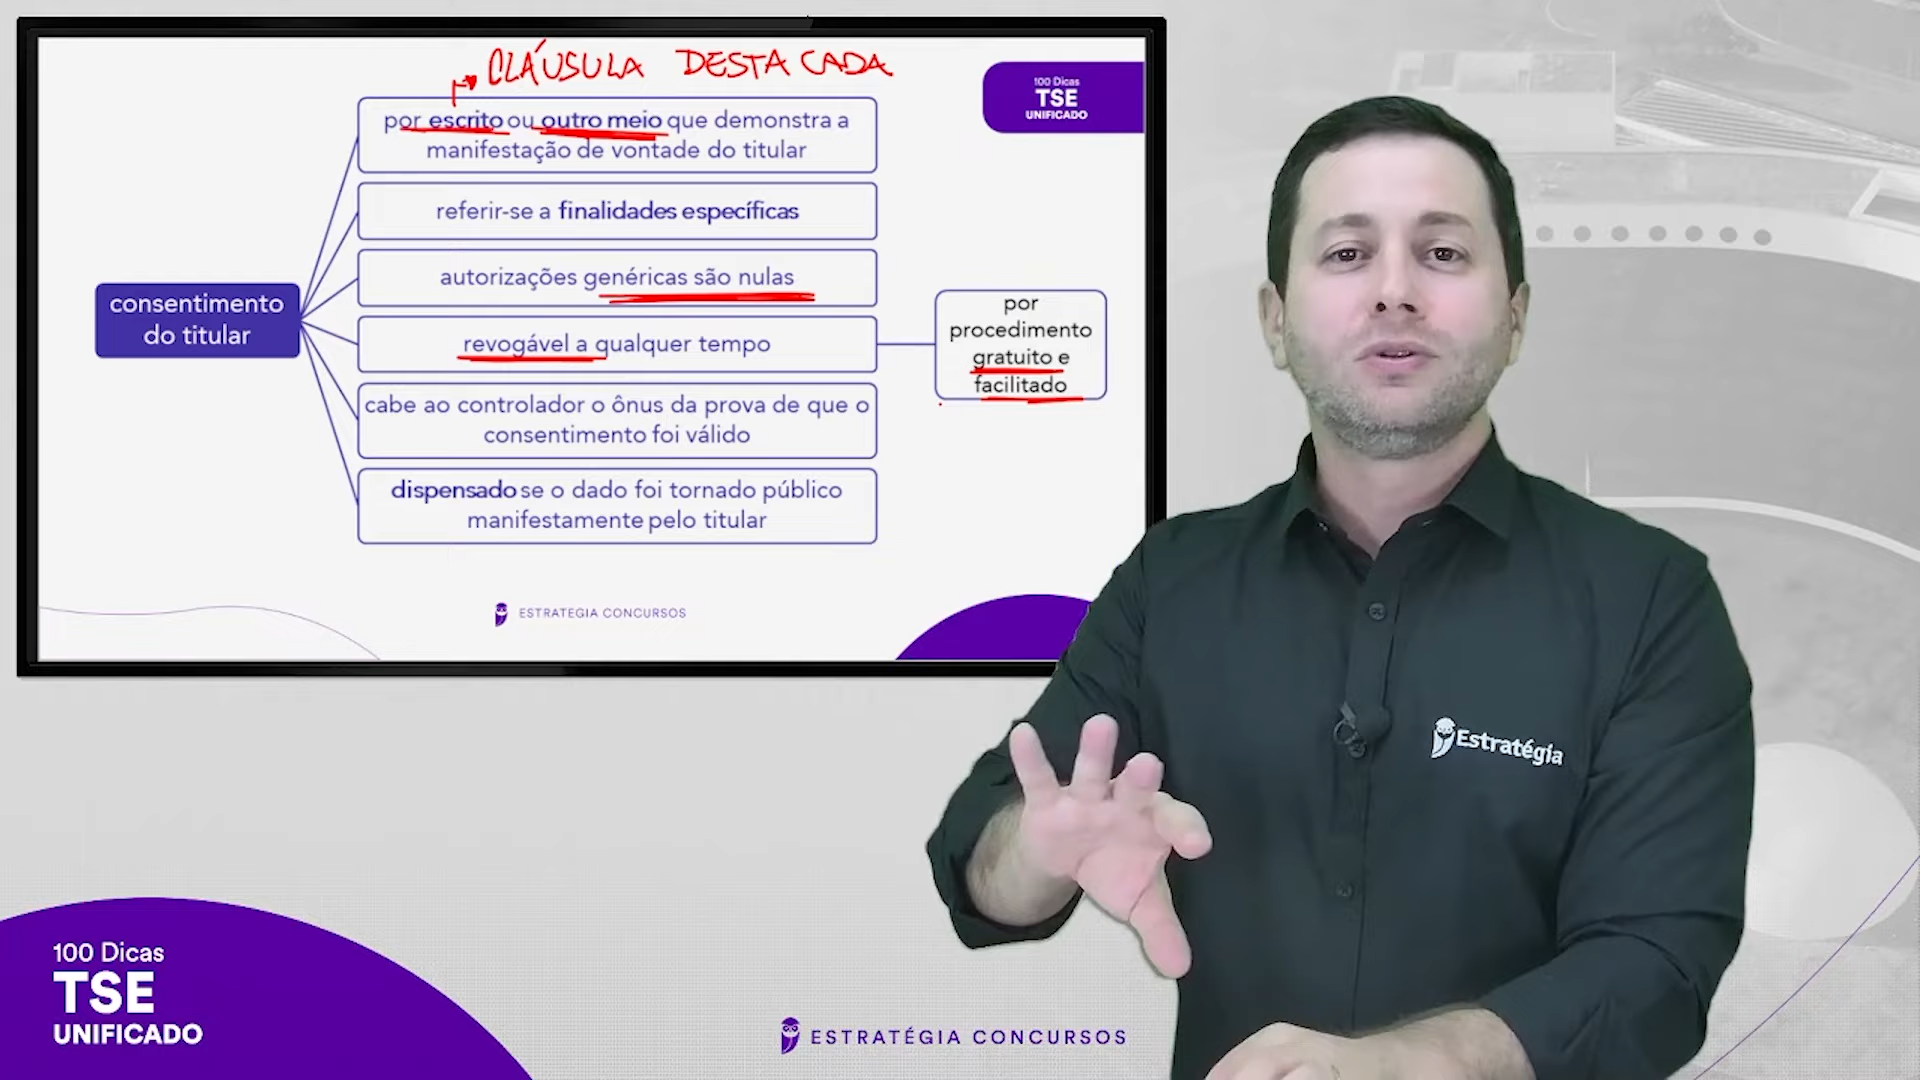 CLÁUSULA DESTACADA
100 Dicas
TSE
UNIFICADO
por escrito ou outro meio que demonstra a
manifestação de vontade do titular
referir-se a finalidades específicas
autorizações genéricas são nulas
consentimento
do titular
revogável a qualquer tempo
por
procedimento
gratuito e
facilitado
cabe ao controlador o ônus da prova de que o
consentimento foi válido
dispensado se o dado foi tornado público
manifestamente pelo titular
ESTRATEGIA CONCURSOS
Estratégia
100 Dicas
TSE
UNIFICADO
ESTRATÉGIA CONCURSOS